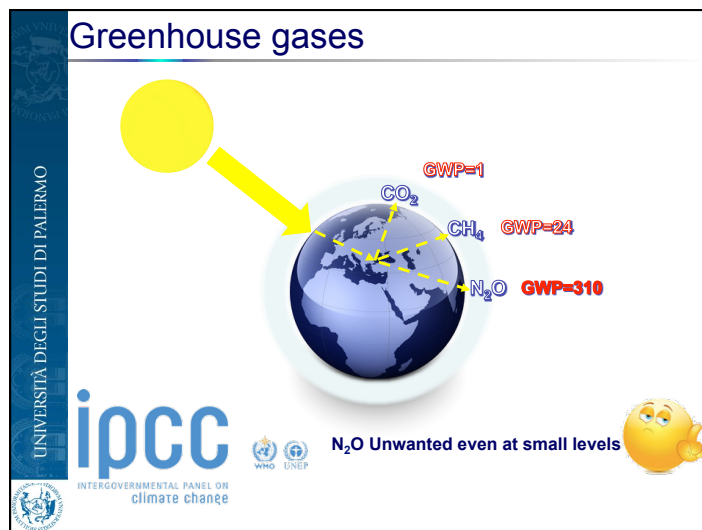 Greenhouse gases
GWP=1
CO₂
CH₄ GWP=24
N₂O GWP=310
UNIVERSITÀ DEGLI STUDI DI PALERMO
ipcc
WMO UNEP
INTERGOVERNMENTAL PANEL ON
climate change
N₂O Unwanted even at small levels